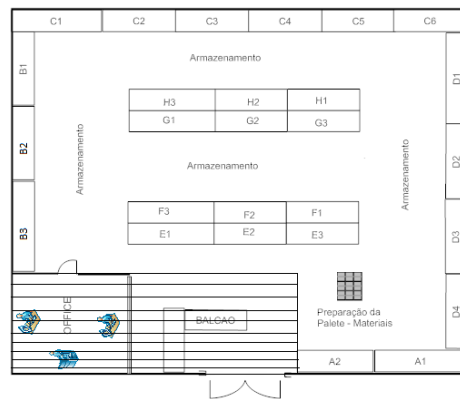 C1 C2 C3 C4 C5 C6
B1
B2
B3
Armazenamento
H3 H2 H1
G1 G2 G3
Armazenamento
Armazenamento
Armazenamento
F3 F2 F1
E1 E2 E3
D1
D2
D3
D4
OFFICE
BALCAO
Preparação da
Palete - Materiais
A2 A1